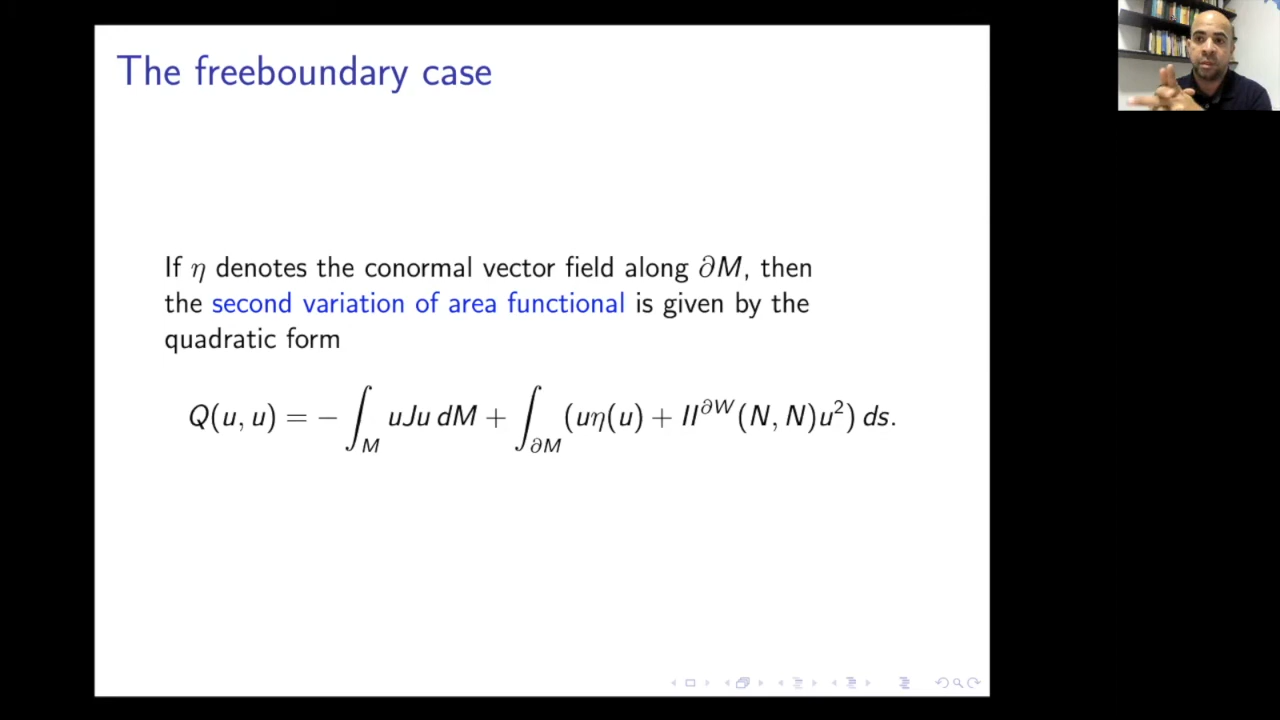 The freeboundary case
If η denotes the conormal vector field along ∂M, then
the second variation of area functional is given by the
quadratic form
Q(u, u) = − ∫_M uJu dM + ∫_{∂M} (uη(u) + II^{∂W}(N, N)u²) ds.